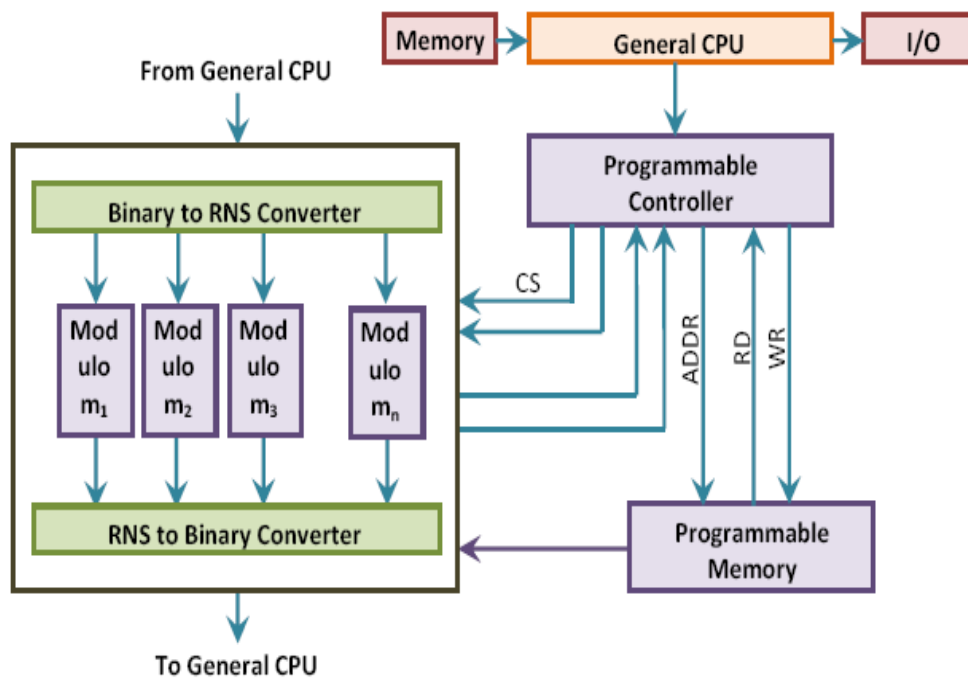 Memory
General CPU
I/O
From General CPU
Programmable
Controller
Binary to RNS Converter
CS
Mod
ulo
m₁
Mod
ulo
m₂
Mod
ulo
m₃
Mod
ulo
mₙ
ADDR
RD
WR
RNS to Binary Converter
Programmable
Memory
To General CPU